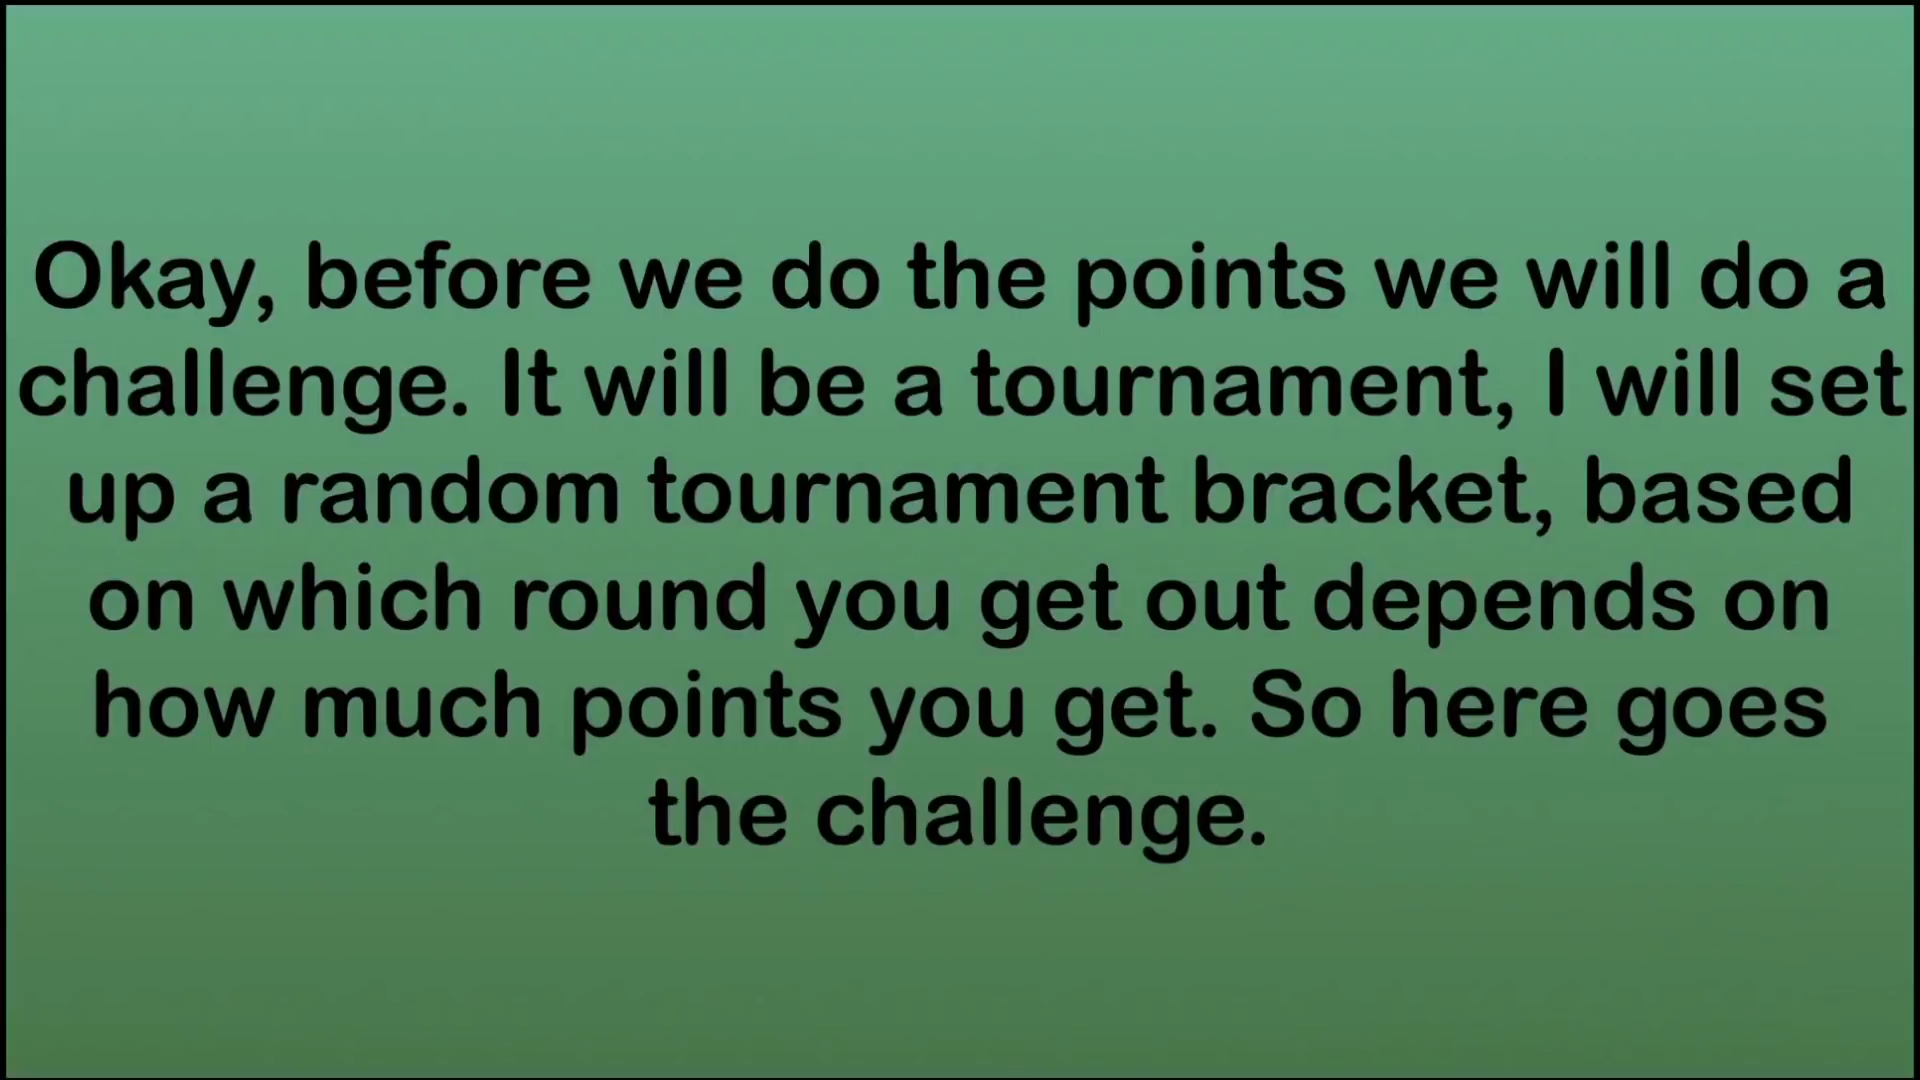 Okay, before we do the points we will do a
challenge. It will be a tournament, I will set
up a random tournament bracket, based
on which round you get out depends on
how much points you get. So here goes
the challenge.